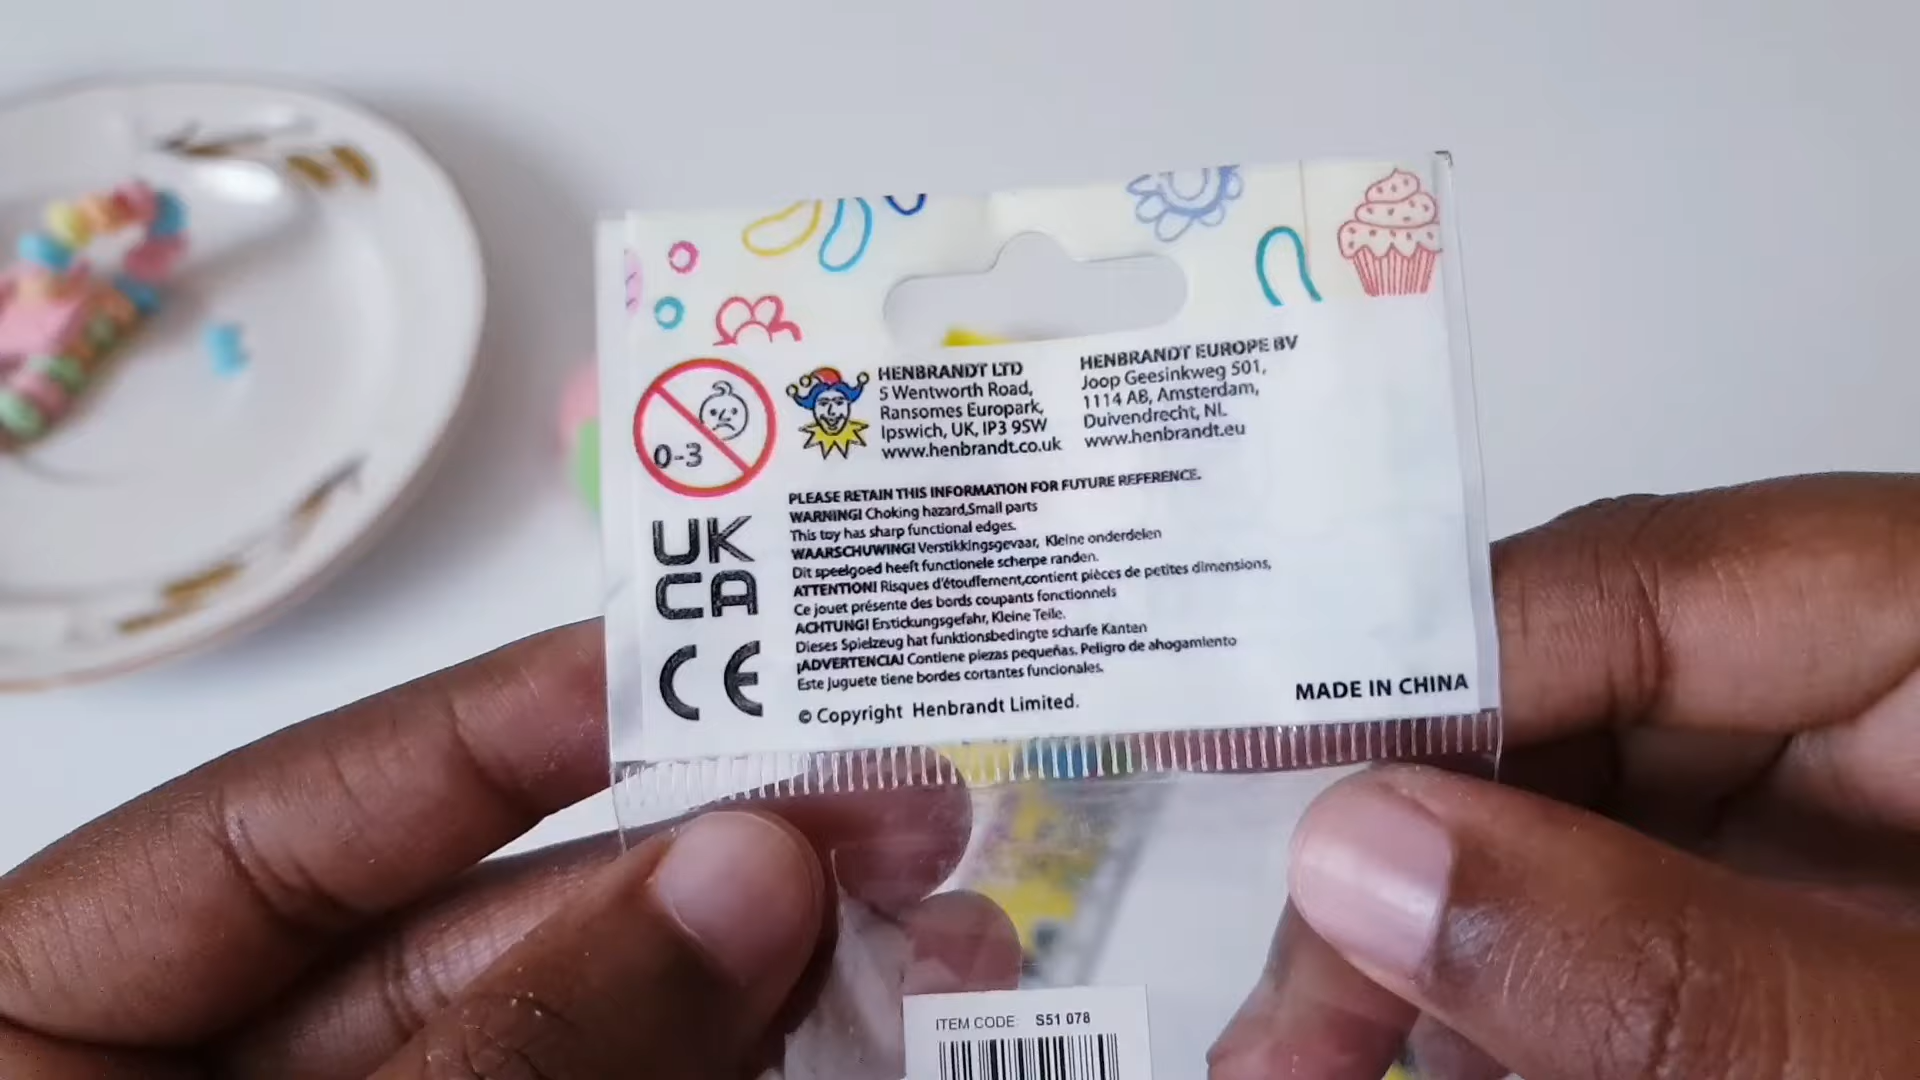 0-3
HENBRANDT LTD
5 Wentworth Road,
Ransomes Europark,
Ipswich, UK, IP3 9SW
www.henbrandt.co.uk
HENBRANDT EUROPE BV
Joop Geesinkweg 501,
1114 AB, Amsterdam,
Duivendrecht, NL
www.henbrandt.eu
PLEASE RETAIN THIS INFORMATION FOR FUTURE REFERENCE.
WARNING! Choking hazard,Small parts
This toy has sharp functional edges.
WAARSCHUWING! Verstikkingsgevaar, Kleine onderdelen
Dit speelgoed heeft functionele scherpe randen.
ATTENTION! Risques d'étouffement,contient pièces de petites dimensions,
Ce jouet présente des bords coupants fonctionnels
ACHTUNG! Erstickungsgefahr, Kleine Teile.
Dieses Spielzeug hat funktionsbedingte scharfe Kanten
¡ADVERTENCIA! Contiene piezas pequeñas. Peligro de ahogamiento
Este Juguete tiene bordes cortantes funcionales.
© Copyright Henbrandt Limited.
MADE IN CHINA
UK
CA
CE
ITEM CODE: S51 078